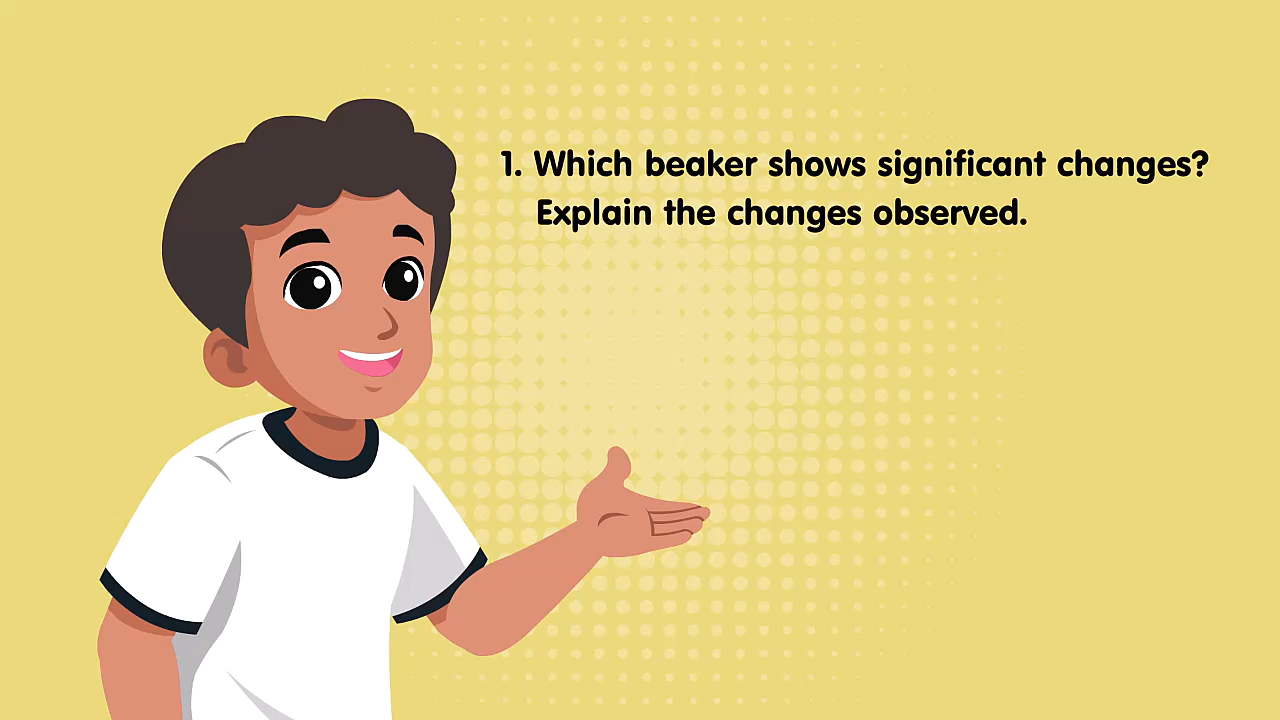 1. Which beaker shows significant changes?
Explain the changes observed.